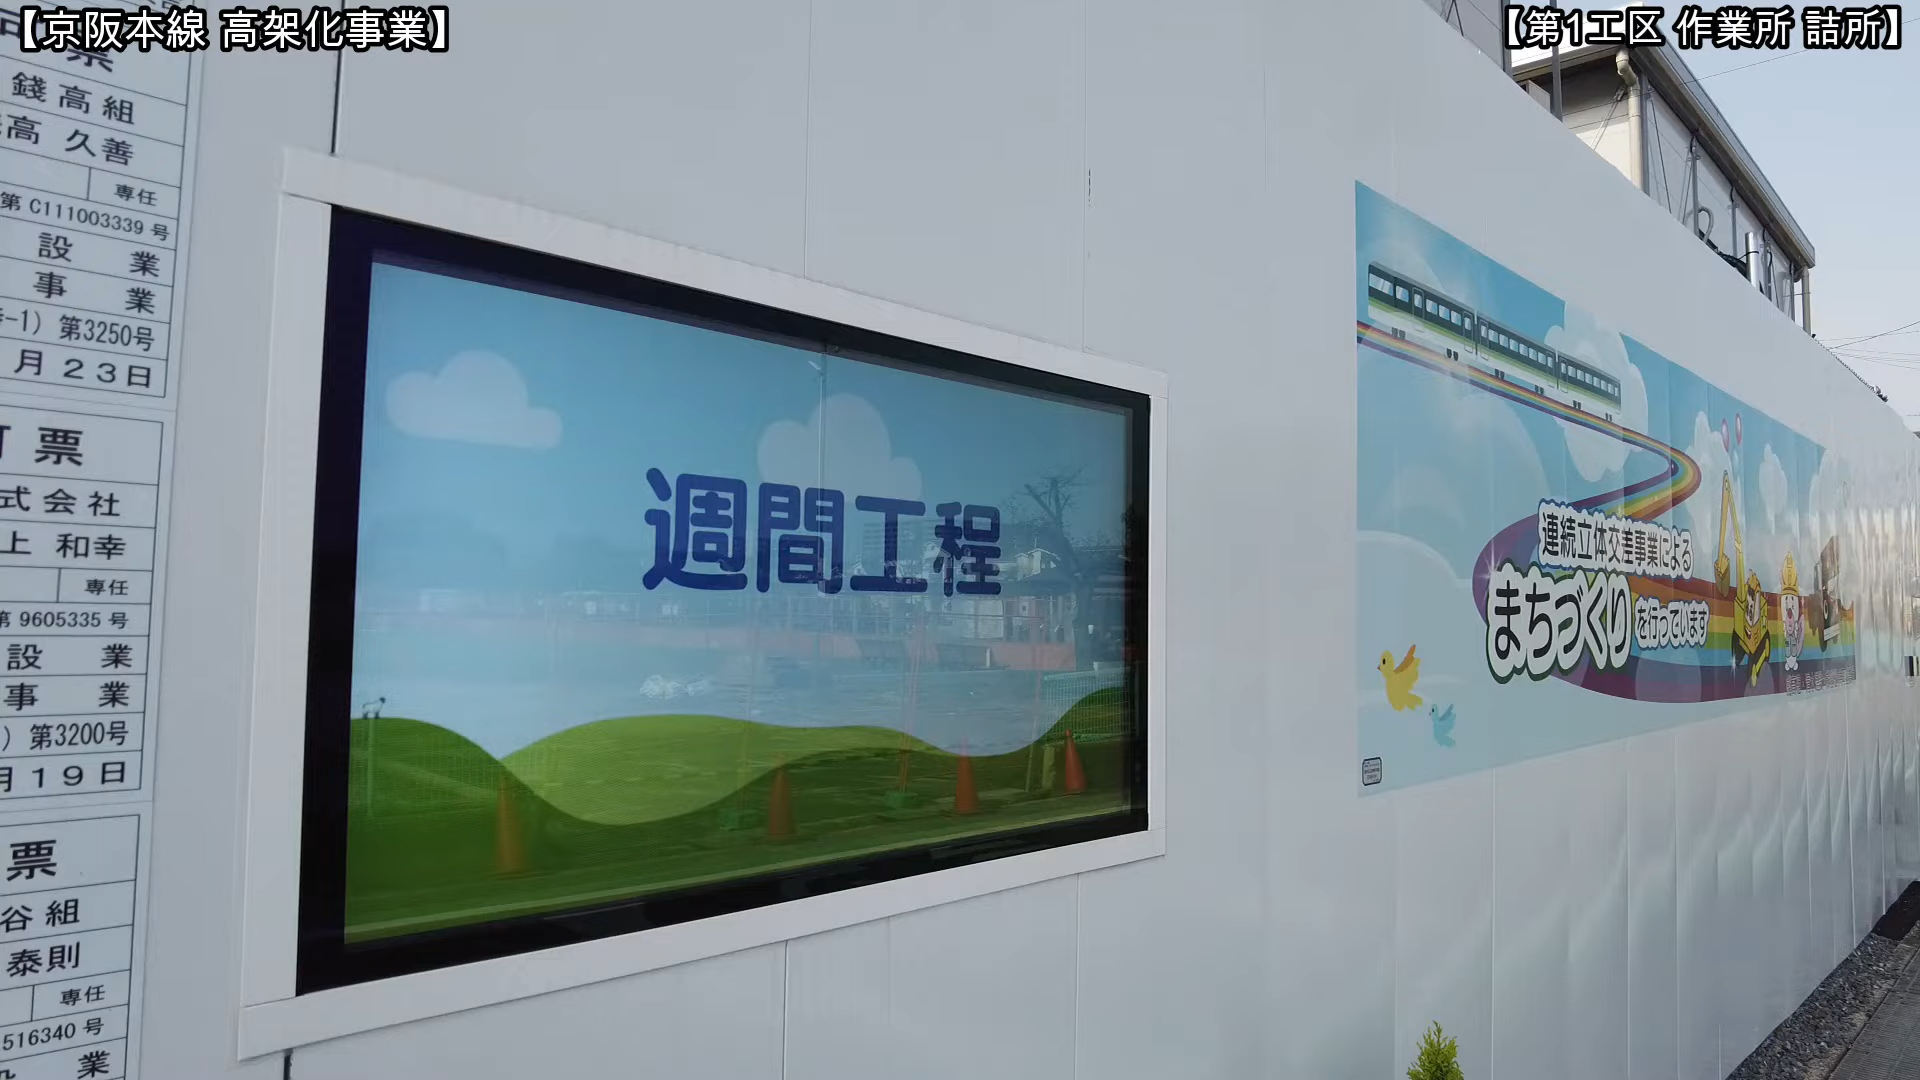 【京阪本線 高架化事業】
【第1工区 作業所 詰所】
票
錢高組
高 久善
専任
第 C111003339 号
設 業
事 業
-1) 第3250号
月23日
票
式会社
上 和幸
専任
第 9605335 号
設 業
事 業
) 第3200号
月19日
票
谷組
泰則
専任
516340 号
業
週間工程
連続立体交差事業による
まちづくり を行っています